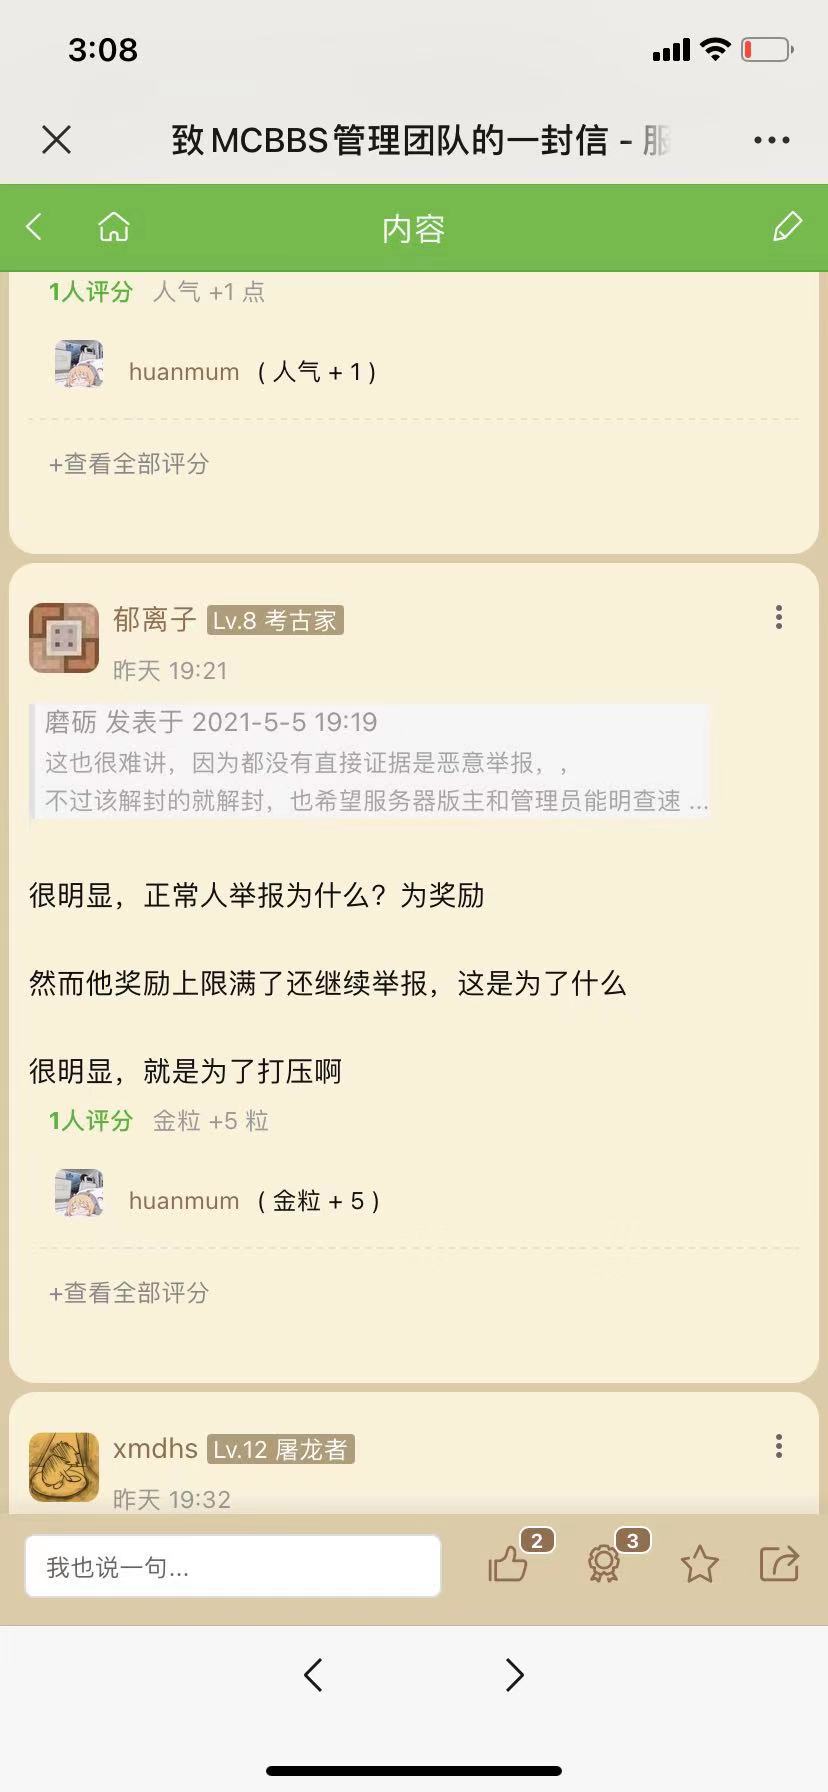 3:08
致MCBBS管理团队的一封信 - 服
内容
1人评分 人气 +1 点
huanmum ( 人气 + 1 )
+查看全部评分
郁离子 Lv.8 考古家
昨天 19:21
磨砺 发表于 2021-5-5 19:19
这也很难讲，因为都没有直接证据是恶意举报，，
不过该解封的就解封，也希望服务器版主和管理员能明查速 ...
很明显，正常人举报为什么？为奖励
然而他奖励上限满了还继续举报，这是为了什么
很明显，就是为了打压啊
1人评分 金粒 +5 粒
huanmum ( 金粒 + 5 )
+查看全部评分
xmdhs Lv.12 屠龙者
昨天 19:32
我也说一句...
2
3